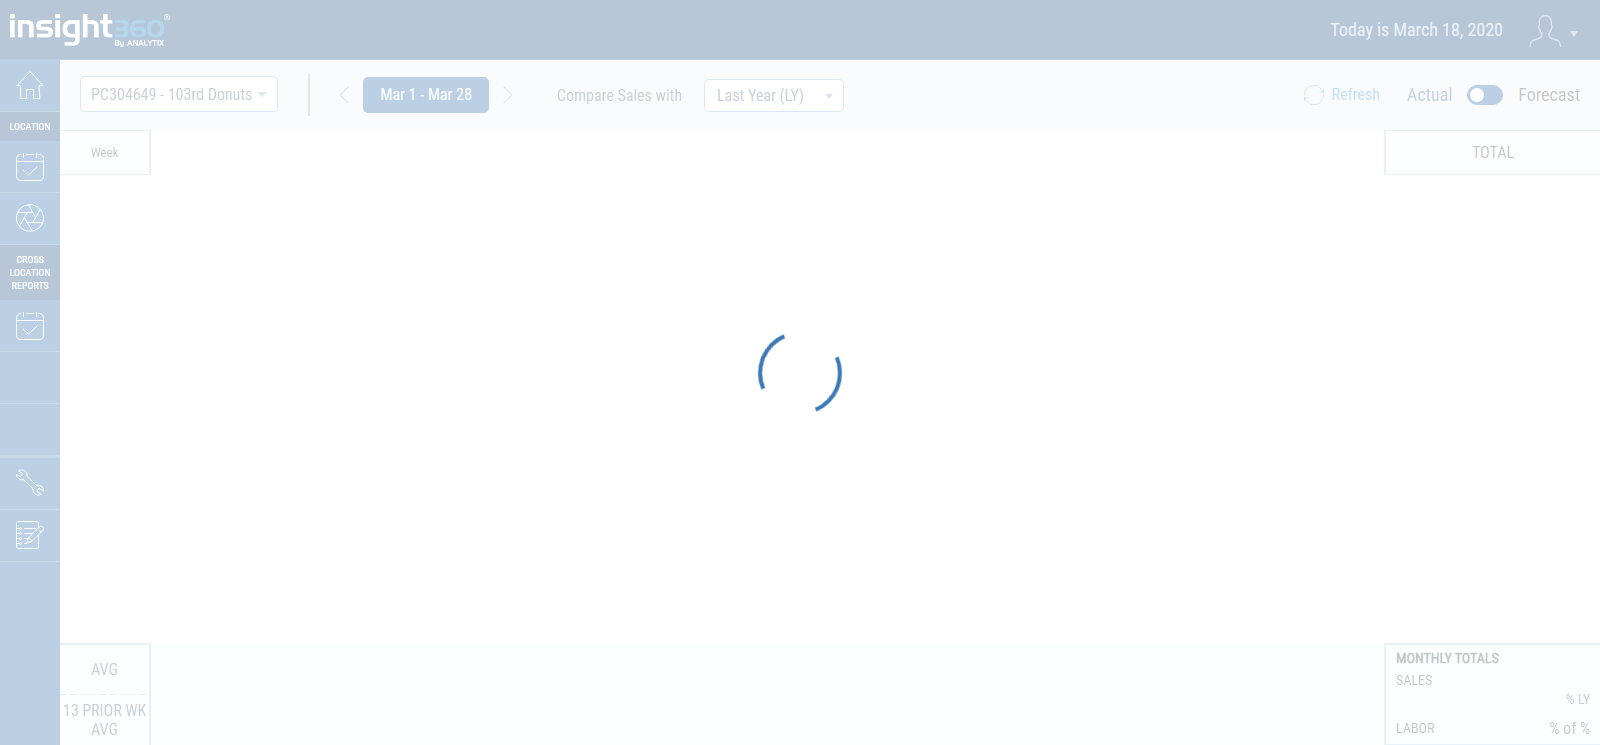 insight360®
By ANALYTIX
Today is March 18, 2020
PC304649 - 103rd Donuts
Mar 1 - Mar 28
Compare Sales with
Last Year (LY)
Refresh
Actual
Forecast
LOCATION
Week
TOTAL
CROSS
LOCATION
REPORTS
AVG
13 PRIOR WK
AVG
MONTHLY TOTALS
SALES
% LY
LABOR
% of %